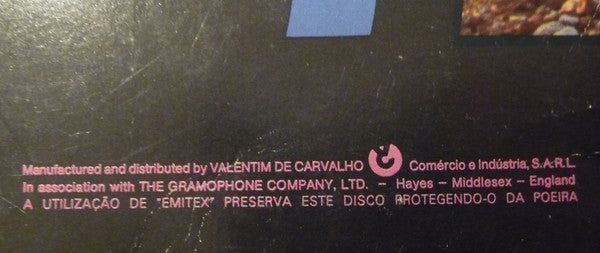 Manufactured and distributed by VALENTIM DE CARVALHO Comércio e Indústria, S.A.R.L.
In association with THE GRAMOPHONE COMPANY, LTD. – Hayes – Middlesex – England
A UTILIZAÇÃO DE "EMITEX" PRESERVA ESTE DISCO PROTEGENDO-O DA POEIRA